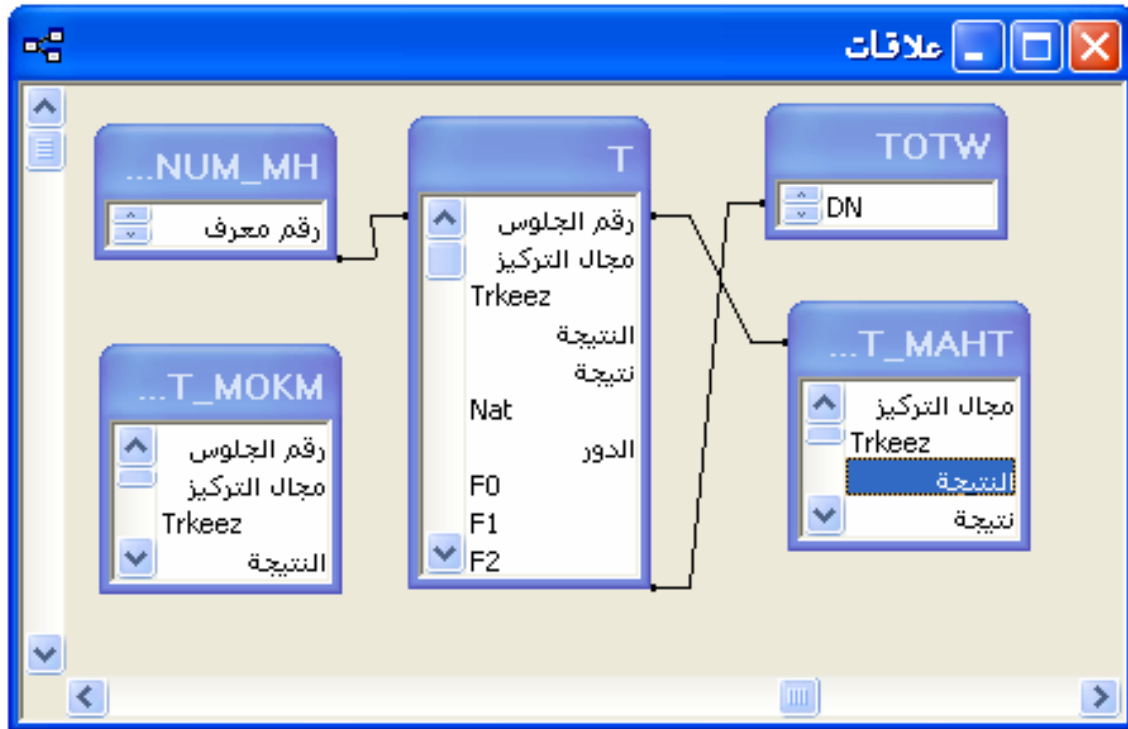 علاقات
...NUM_MH
رقم معرف
T
رقم الجلوس
مجال التركيز
Trkeez
النتيجة
نتيجة
Nat
الدور
F0
F1
F2
TOTW
DN
...T_MOKM
رقم الجلوس
مجال التركيز
Trkeez
النتيجة
...T_MAHT
مجال التركيز
Trkeez
النتيجة
نتيجة